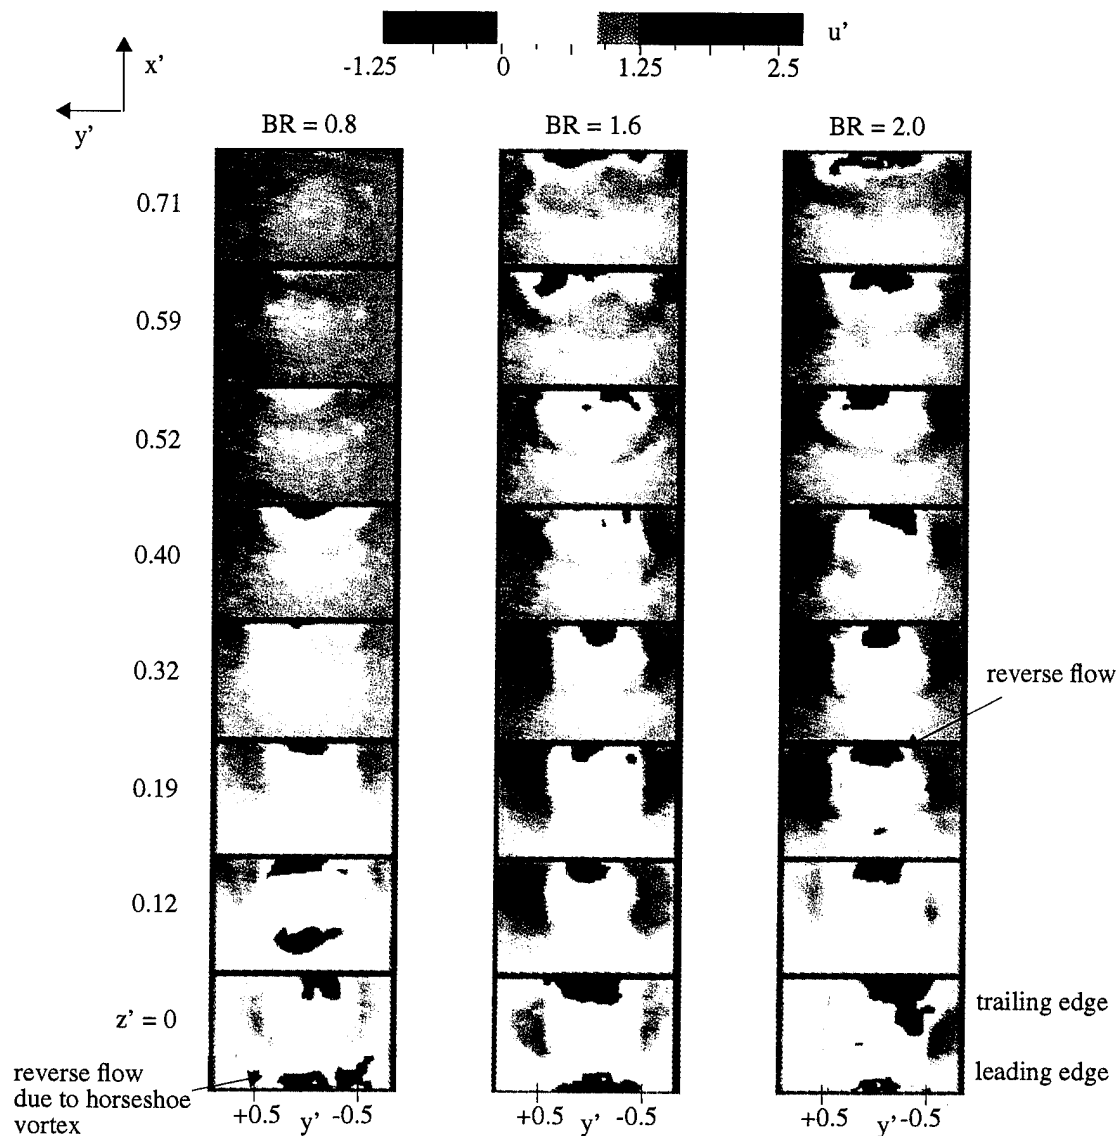 u'
-1.25 0 1.25 2.5
x'
y'
BR = 0.8 BR = 1.6 BR = 2.0
0.71
0.59
0.52
0.40
0.32
reverse flow
0.19
0.12
z' = 0
trailing edge
leading edge
reverse flow
due to horseshoe
vortex
+0.5 y' -0.5 +0.5 y' -0.5 +0.5 y' -0.5